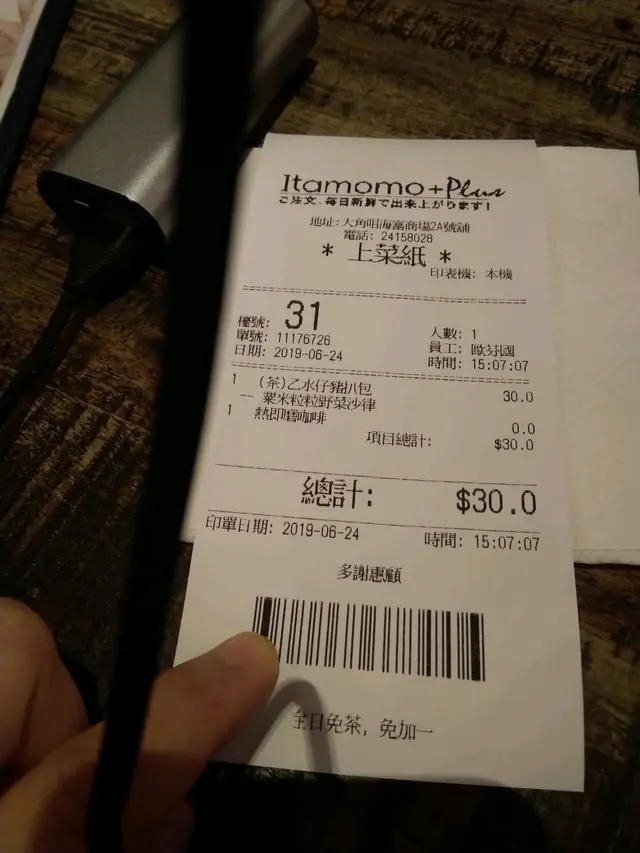 Itamomo+Plus
ご注文、毎日新鮮で出来上がります!
地址:大角咀海富商場2A號舖
電話: 24158028
* 上菜紙 *
印表機: 本機
檯號: 31
人數: 1
單號: 11176726
員工: 歐芬國
日期: 2019-06-24
時間: 15:07:07
1 (茶)乙水仔豬扒包 30.0
-- 粟米粒粒野菜沙律
1 熱即磨咖啡 0.0
項目總計: $30.0
總計: $30.0
印單日期: 2019-06-24 時間: 15:07:07
多謝惠顧
全日免茶, 免加一